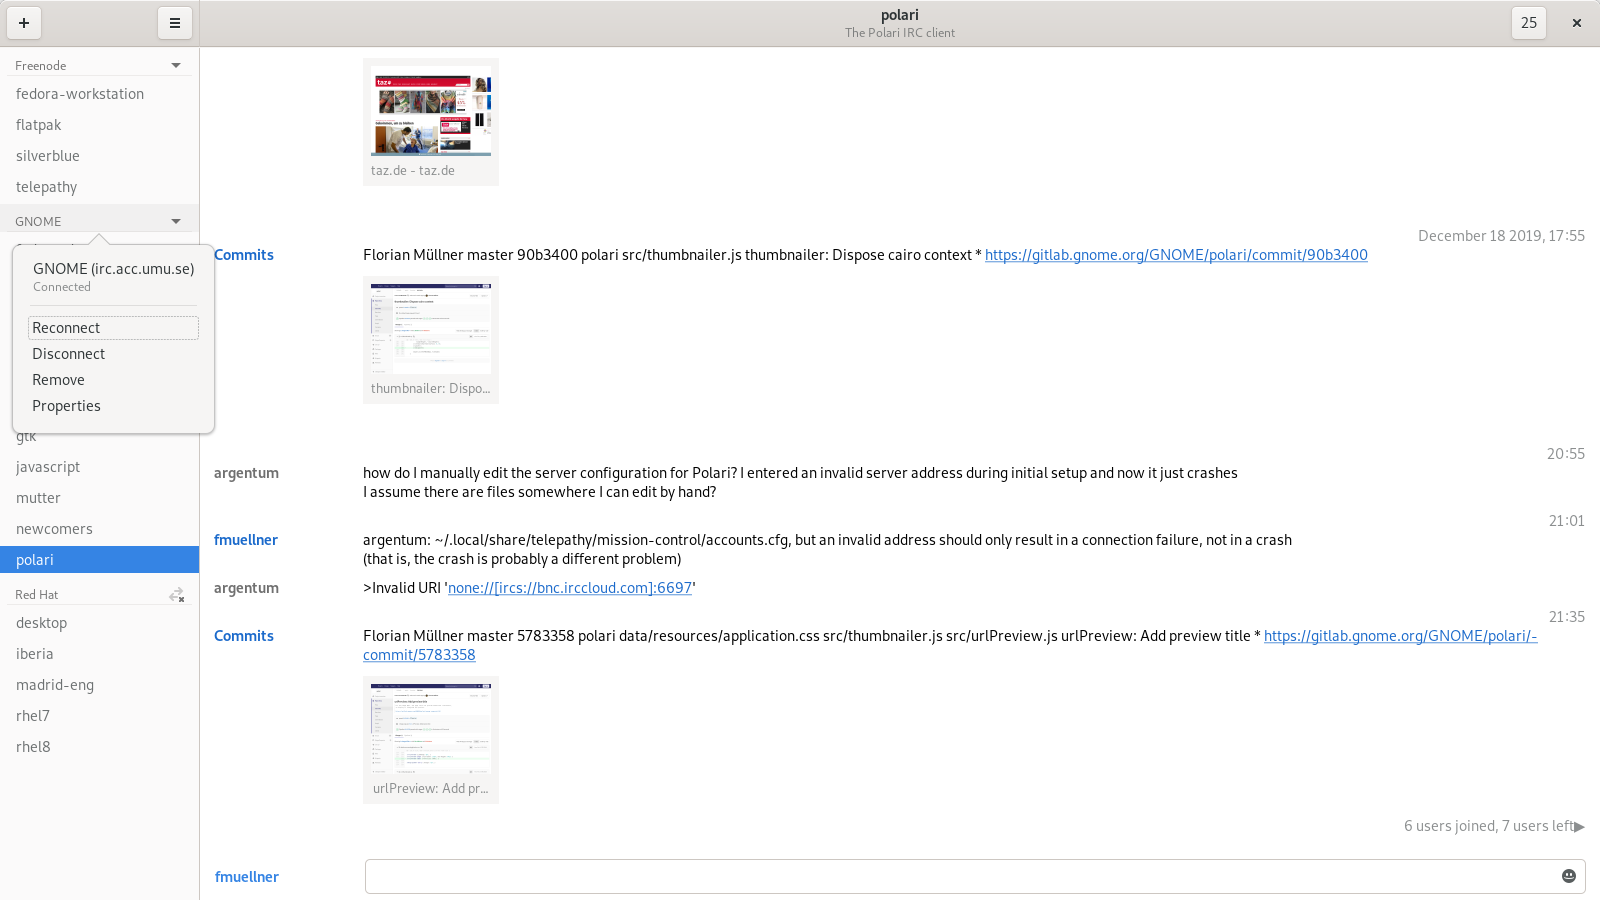 polari
The Polari IRC client
25
Freenode
fedora-workstation
flatpak
silverblue
telepathy
GNOME
GNOME (irc.acc.umu.se)
Connected
Reconnect
Disconnect
Remove
Properties
gtk
javascript
mutter
newcomers
polari
Red Hat
desktop
iberia
madrid-eng
rhel7
rhel8
taz
taz.de - taz.de
December 18 2019, 17:55
Commits
Florian Müllner master 90b3400 polari src/thumbnailer.js thumbnailer: Dispose cairo context * https://gitlab.gnome.org/GNOME/polari/commit/90b3400
thumbnailer: Dispo...
20:55
argentum
how do I manually edit the server configuration for Polari? I entered an invalid server address during initial setup and now it just crashes
I assume there are files somewhere I can edit by hand?
21:01
fmuellner
argentum: ~/.local/share/telepathy/mission-control/accounts.cfg, but an invalid address should only result in a connection failure, not in a crash
(that is, the crash is probably a different problem)
argentum
>Invalid URI 'none://[ircs://bnc.irccloud.com]:6697'
21:35
Commits
Florian Müllner master 5783358 polari data/resources/application.css src/thumbnailer.js src/urlPreview.js urlPreview: Add preview title * https://gitlab.gnome.org/GNOME/polari/-
commit/5783358
urlPreview: Add pr...
6 users joined, 7 users left▶
fmuellner